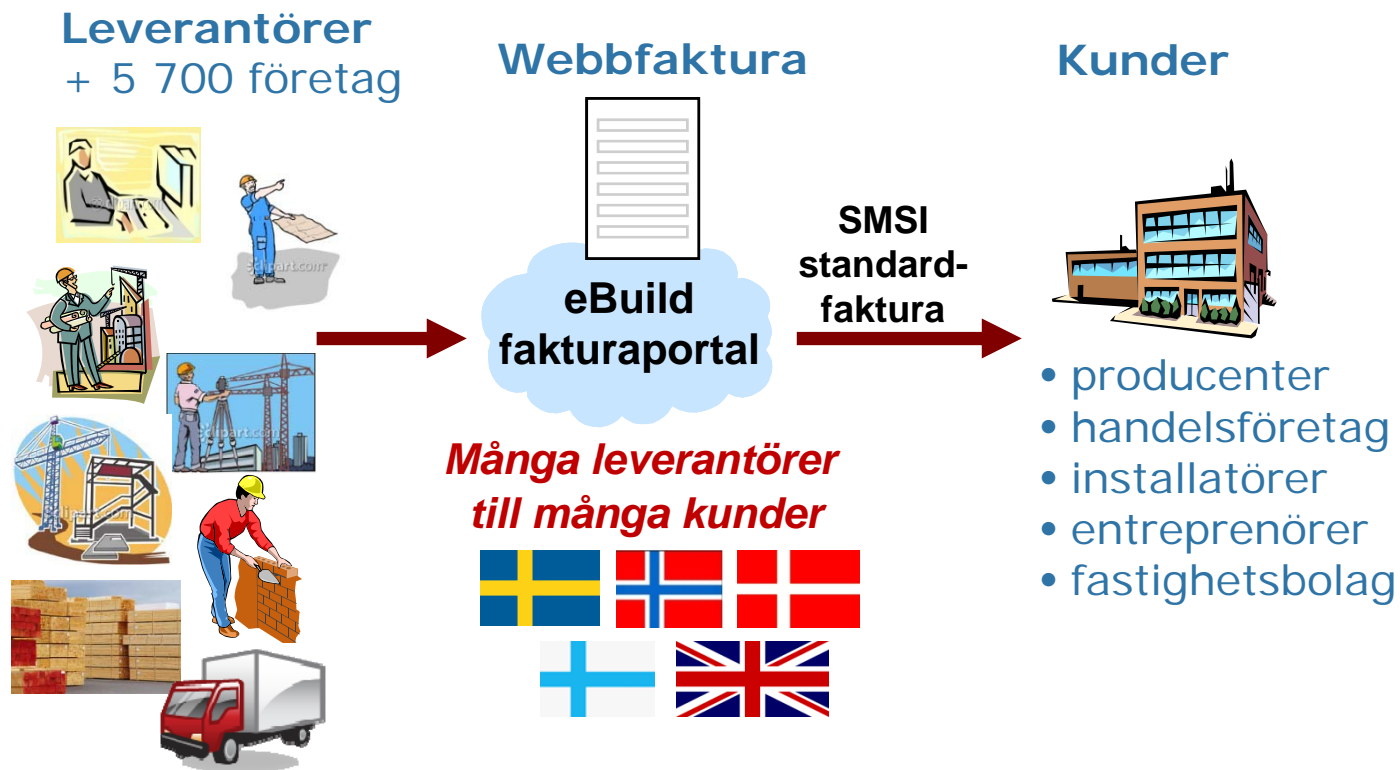 Leverantörer
+ 5 700 företag
Webbfaktura
Kunder
eBuild
fakturaportal
SMSI
standard-
faktura
Många leverantörer
till många kunder
• producenter
• handelsföretag
• installatörer
• entreprenörer
• fastighetsbolag